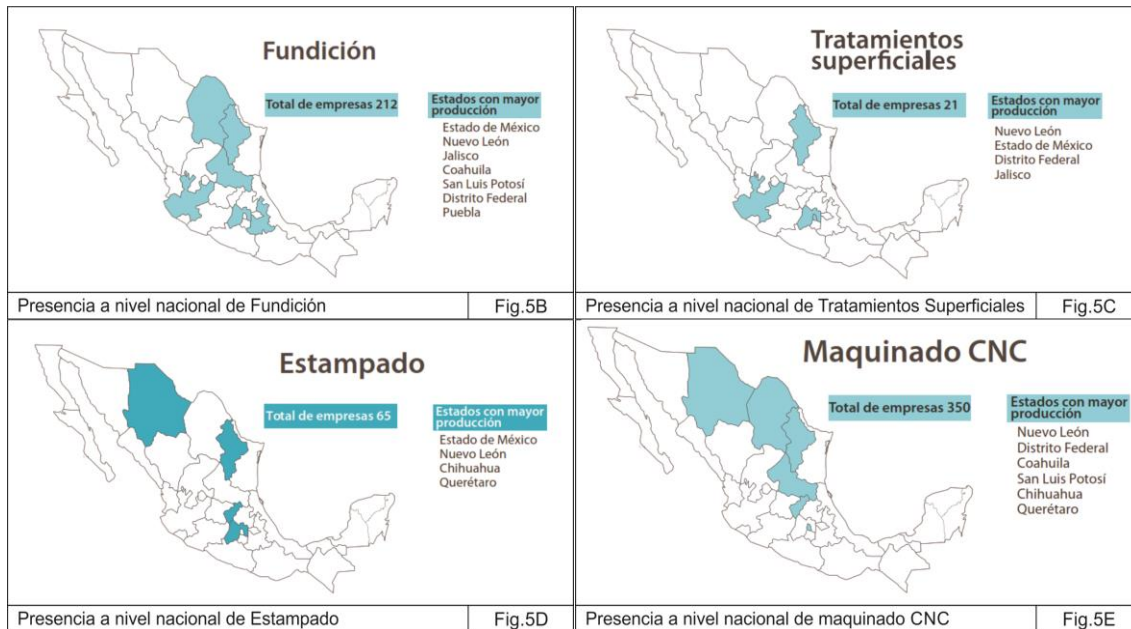 Fundición
Total de empresas 212
Estados con mayor
producción
Estado de México
Nuevo León
Jalisco
Coahuila
San Luis Potosí
Distrito Federal
Puebla
Presencia a nivel nacional de Fundición
Fig.5B
Tratamientos
superficiales
Total de empresas 21
Estados con mayor
producción
Nuevo León
Estado de México
Distrito Federal
Jalisco
Presencia a nivel nacional de Tratamientos Superficiales
Fig.5C
Estampado
Total de empresas 65
Estados con mayor
producción
Estado de México
Nuevo León
Chihuahua
Querétaro
Presencia a nivel nacional de Estampado
Fig.5D
Maquinado CNC
Total de empresas 350
Estados con mayor
producción
Nuevo León
Distrito Federal
Coahuila
San Luis Potosí
Chihuahua
Querétaro
Presencia a nivel nacional de maquinado CNC
Fig.5E